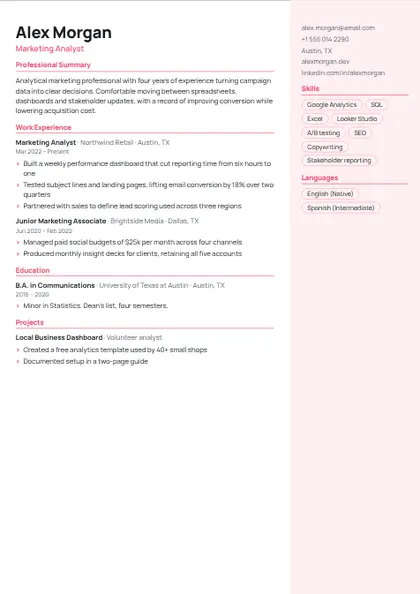 Alex Morgan
Marketing Analyst
Professional Summary
Analytical marketing professional with four years of experience turning campaign
data into clear decisions. Comfortable moving between spreadsheets,
dashboards and stakeholder updates, with a record of improving conversion while
lowering acquisition cost.
Work Experience
Marketing Analyst · Northwind Retail · Austin, TX
Mar 2022 – Present
› Built a weekly performance dashboard that cut reporting time from six hours to
one
› Tested subject lines and landing pages, lifting email conversion by 18% over two
quarters
› Partnered with sales to define lead scoring used across three regions
Junior Marketing Associate · Brightside Media · Dallas, TX
Jun 2020 – Feb 2022
› Managed paid social budgets of $25k per month across four channels
› Produced monthly insight decks for clients, retaining all five accounts
Education
B.A. in Communications · University of Texas at Austin · Austin, TX
2016 – 2020
› Minor in Statistics. Dean's list, four semesters.
Projects
Local Business Dashboard · Volunteer analyst
› Created a free analytics template used by 40+ small shops
› Documented setup in a two-page guide
alex.morgan@email.com
+1 555 014 2290
Austin, TX
alexmorgan.dev
linkedin.com/in/alexmorgan
Skills
Google Analytics SQL
Excel Looker Studio
A/B testing SEO
Copywriting
Stakeholder reporting
Languages
English (Native)
Spanish (Intermediate)